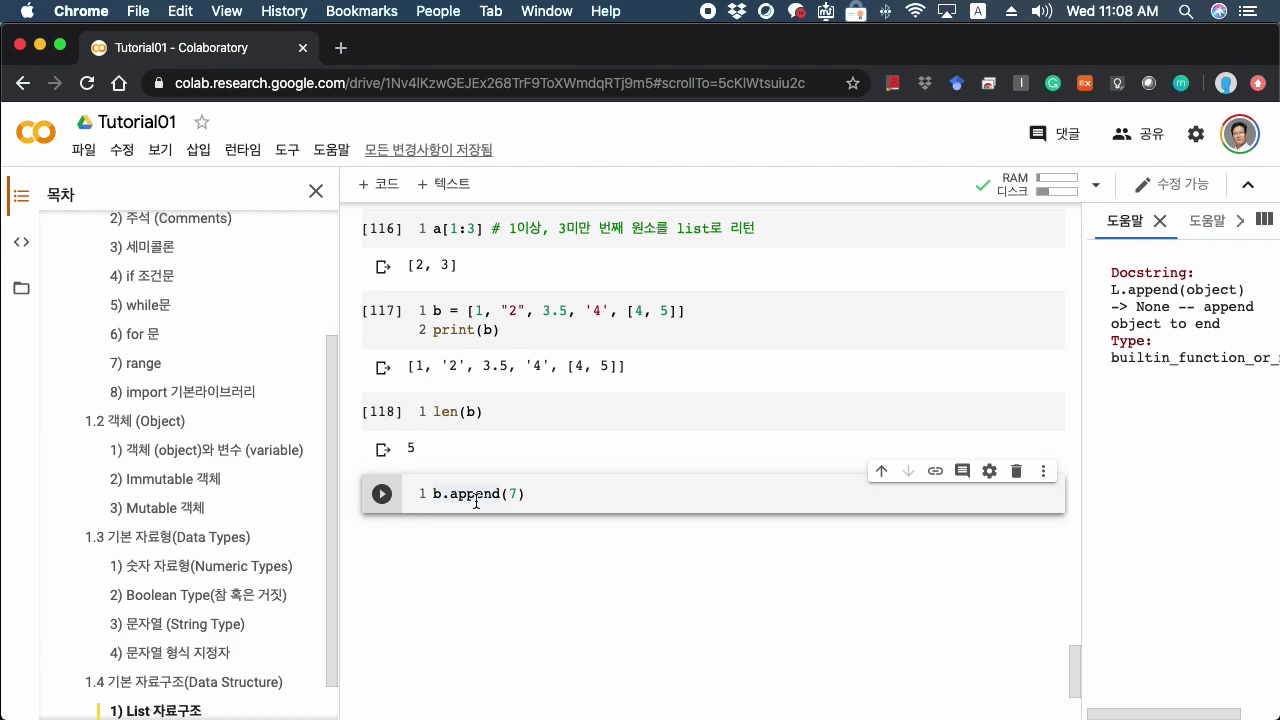 Chrome File Edit View History Bookmarks People Tab Window Help
A Wed 11:08 AM
Tutorial01 - Colaboratory
colab.research.google.com/drive/1Nv4lKzwGEJEx268TrF9ToXWmdqRTj9m5#scrollTo=5cKlWtsuiu2c
Tutorial01
댓글 공유
파일 수정 보기 삽입 런타임 도구 도움말 모든 변경사항이 저장됨
목차
+ 코드 + 텍스트
RAM
디스크
수정 가능
2) 주석 (Comments)
3) 세미콜론
4) if 조건문
5) while문
6) for 문
7) range
8) import 기본라이브러리
1.2 객체 (Object)
1) 객체 (object)와 변수 (variable)
2) Immutable 객체
3) Mutable 객체
1.3 기본 자료형(Data Types)
1) 숫자 자료형(Numeric Types)
2) Boolean Type(참 혹은 거짓)
3) 문자열 (String Type)
4) 문자열 형식 지정자
1.4 기본 자료구조(Data Structure)
1) List 자료구조
[116] 1 a[1:3] # 1이상, 3미만 번째 원소를 list로 리턴
[2, 3]
[117] 1 b = [1, "2", 3.5, '4', [4, 5]]
2 print(b)
[1, '2', 3.5, '4', [4, 5]]
[118] 1 len(b)
5
1 b.append(7)
도움말 도움말
Docstring:
L.append(object)
-> None -- append
object to end
Type:
builtin_function_or_